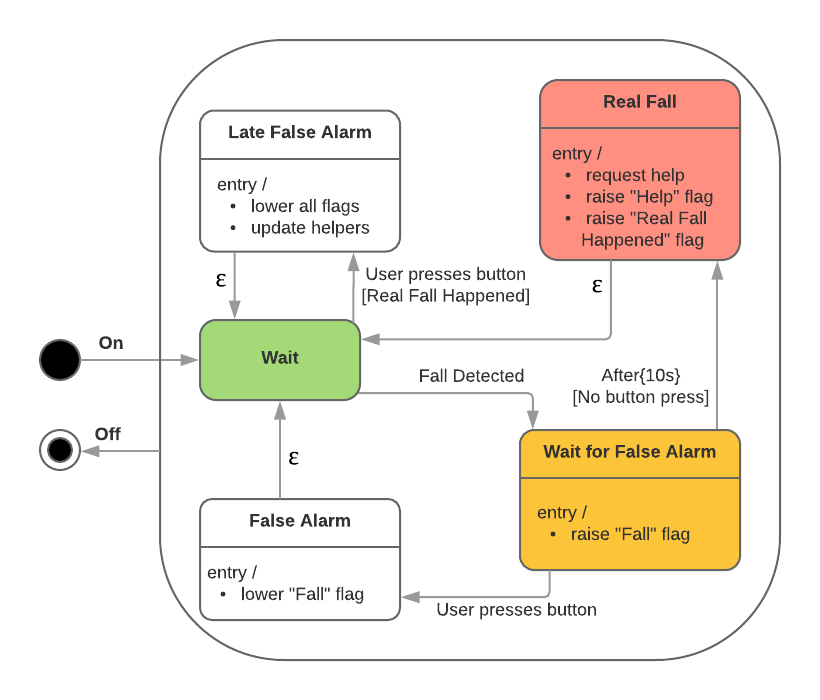 Late False Alarm
entry /
• lower all flags
• update helpers
Real Fall
entry /
• request help
• raise "Help" flag
• raise "Real Fall
Happened" flag
ε
User presses button
[Real Fall Happened]
ε
On
Wait
Fall Detected
After{10s}
[No button press]
Off
ε
Wait for False Alarm
entry /
• raise "Fall" flag
False Alarm
entry /
• lower "Fall" flag
User presses button